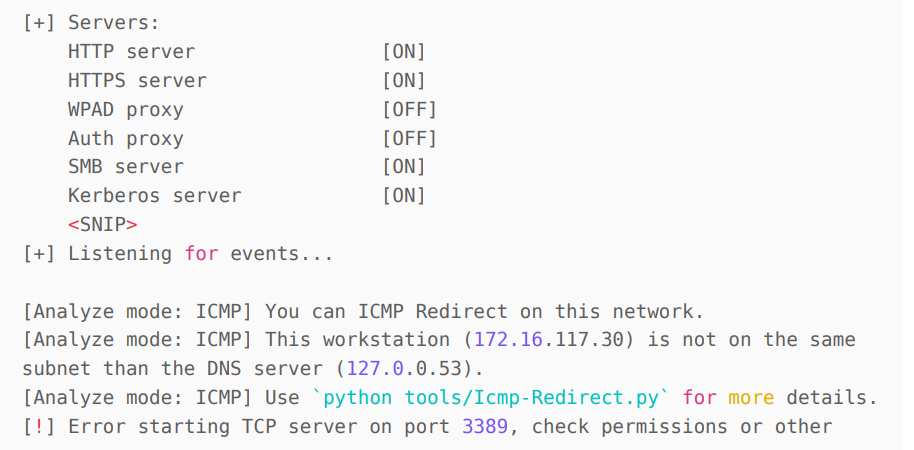 [+] Servers:
    HTTP server                [ON]
    HTTPS server               [ON]
    WPAD proxy                 [OFF]
    Auth proxy                 [OFF]
    SMB server                 [ON]
    Kerberos server            [ON]
    <SNIP>
[+] Listening for events...

[Analyze mode: ICMP] You can ICMP Redirect on this network.
[Analyze mode: ICMP] This workstation (172.16.117.30) is not on the same
subnet than the DNS server (127.0.0.53).
[Analyze mode: ICMP] Use `python tools/Icmp-Redirect.py` for more details.
[!] Error starting TCP server on port 3389, check permissions or other